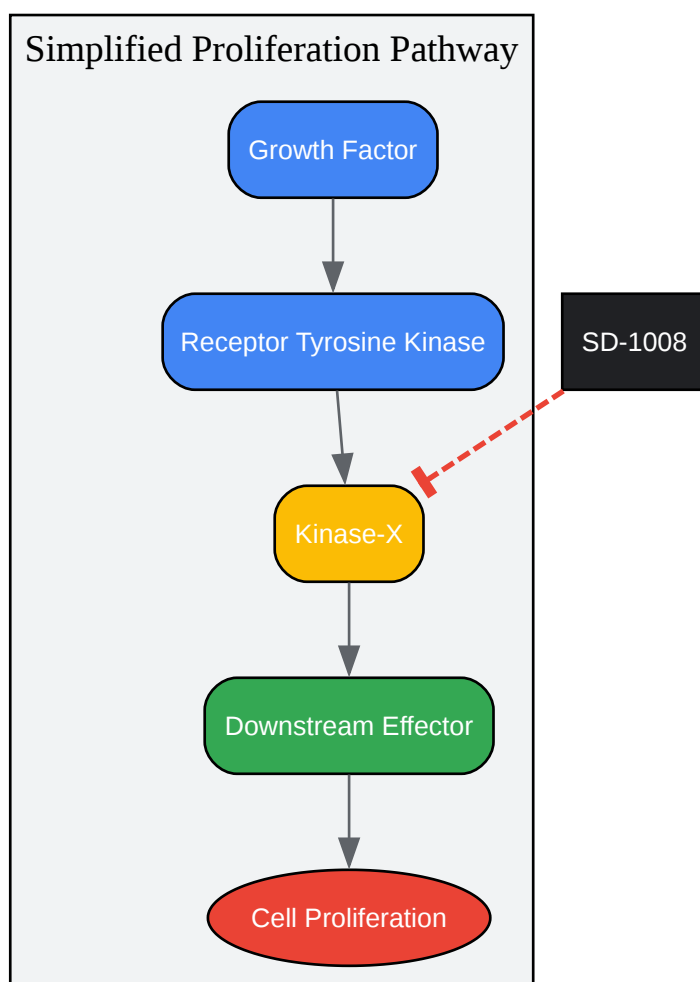 Simplified Proliferation Pathway
Growth Factor
Receptor Tyrosine Kinase
SD-1008
Kinase-X
Downstream Effector
Cell Proliferation